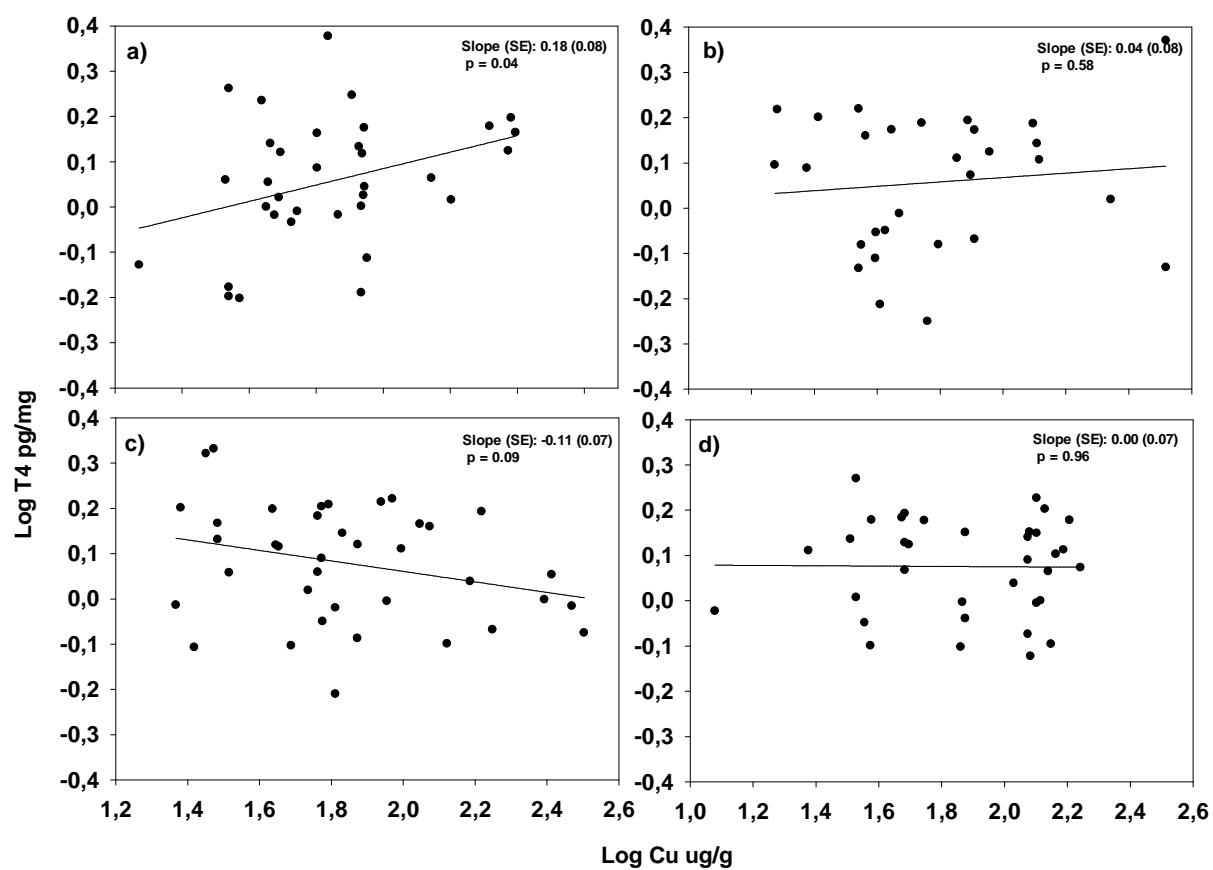 a)
Slope (SE): 0.18 (0.08)
p = 0.04
0,4
0,3
0,2
0,1
0,0
-0,1
-0,2
-0,3
-0,4
b)
Slope (SE): 0.04 (0.08)
p = 0.58
0,4
0,3
0,2
0,1
0,0
-0,1
-0,2
-0,3
-0,4
Log T4 pg/mg
c)
Slope (SE): -0.11 (0.07)
p = 0.09
0,4
0,3
0,2
0,1
0,0
-0,1
-0,2
-0,3
-0,4
1,2 1,4 1,6 1,8 2,0 2,2 2,4 2,6
d)
Slope (SE): 0.00 (0.07)
p = 0.96
0,4
0,3
0,2
0,1
0,0
-0,1
-0,2
-0,3
-0,4
1,0 1,2 1,4 1,6 1,8 2,0 2,2 2,4 2,6
Log Cu ug/g